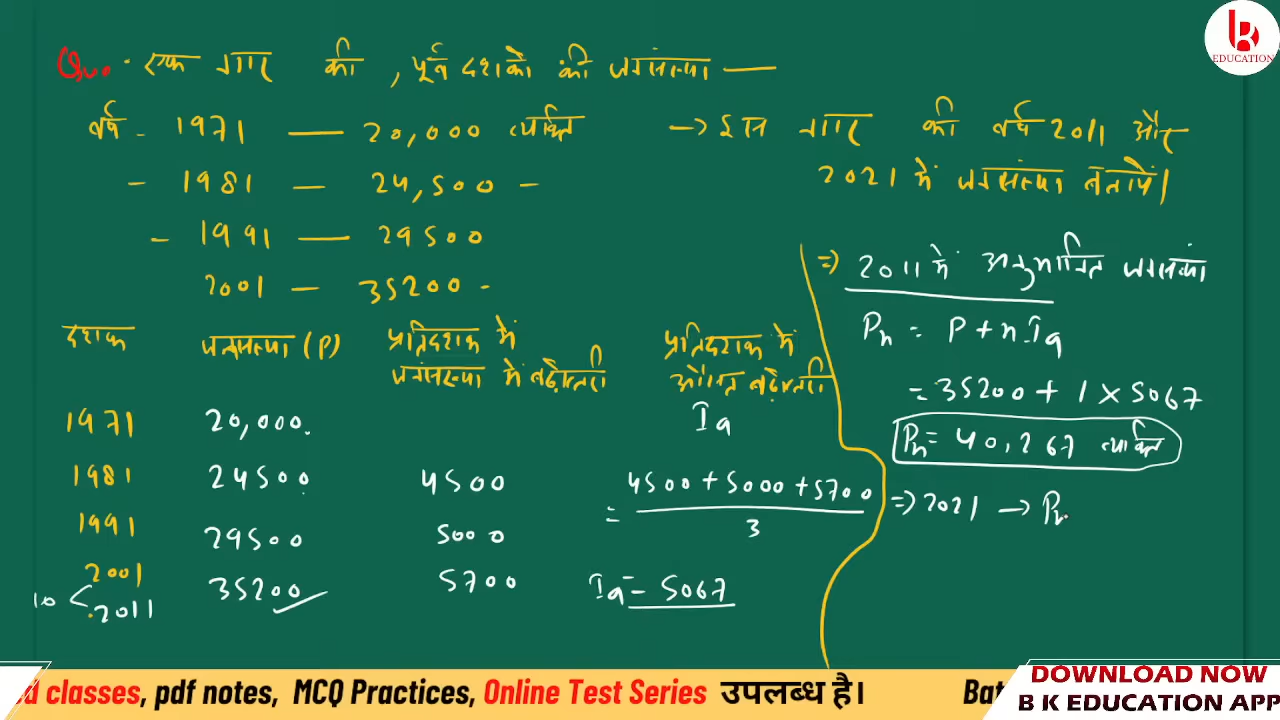 Que. एक नगर की, पूर्व दशको की जनसंख्या —
वर्ष - 1971 — 20,000 व्यक्ति
- 1981 — 24,500 -
- 1991 — 29500
2001 — 35200 -
→ इस नगर की वर्ष 2011 और
2021 में जनसंख्या बतायें।
दशक
जनसंख्या (P)
प्रतिदशक में
जनसंख्या में बढ़ोत्तरी
प्रतिदशक में
औसत बढ़ोत्तरी
Ia
1971 20,000.
1981 24500 4500
1991 29500 5000
2001 35200 5700
10 < 2011
= 4500 + 5000 + 5700 / 3
Ia = 5067
⇒ 2011 में अनुमानित जनसंख्या
Pn = P + n.Ia
= 35200 + 1 × 5067
Pn = 40,267 व्यक्ति
⇒ 2021 → Pn
b
EDUCATION
ed classes, pdf notes, MCQ Practices, Online Test Series उपलब्ध है। Bat
DOWNLOAD NOW
B K EDUCATION APP